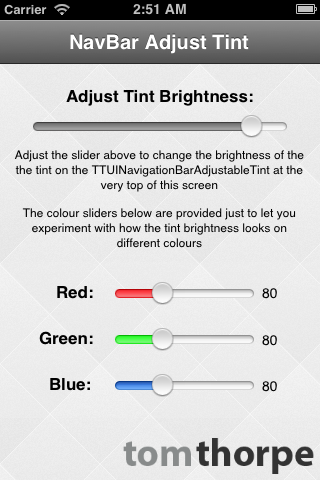 Carrier 2:51 AM
NavBar Adjust Tint
Adjust Tint Brightness:
Adjust the slider above to change the brightness of the
the tint on the TTUINavigationBarAdjustableTint at the
very top of this screen
The colour sliders below are provided just to let you
experiment with how the tint brightness looks on
different colours
Red: 80
Green: 80
Blue: 80
tomthorpe